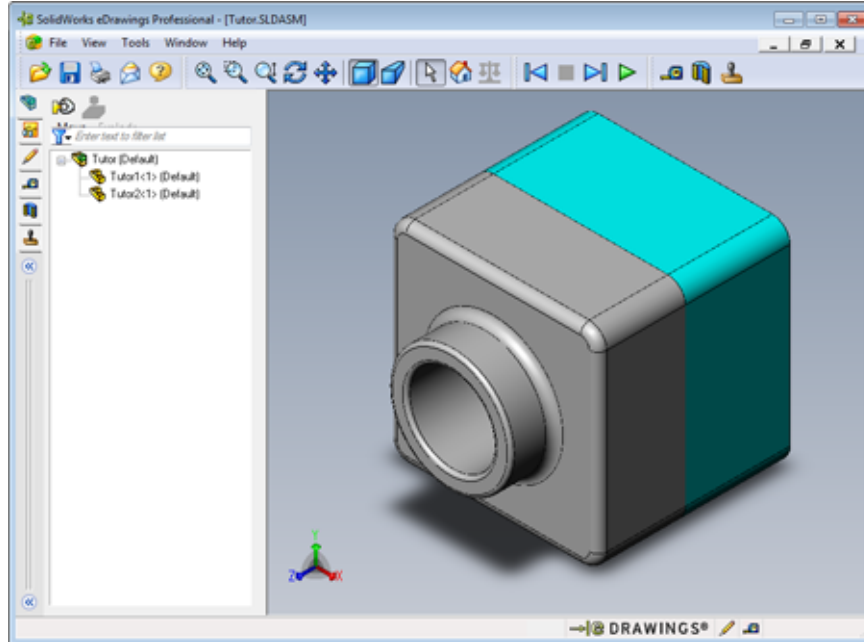 SolidWorks eDrawings Professional - [Tutor.SLDASM]
File View Tools Window Help
Enter text to filter list
Tutor (Default)
Tutor1<1> (Default)
Tutor2<1> (Default)
Y
Z X
DRAWINGS®